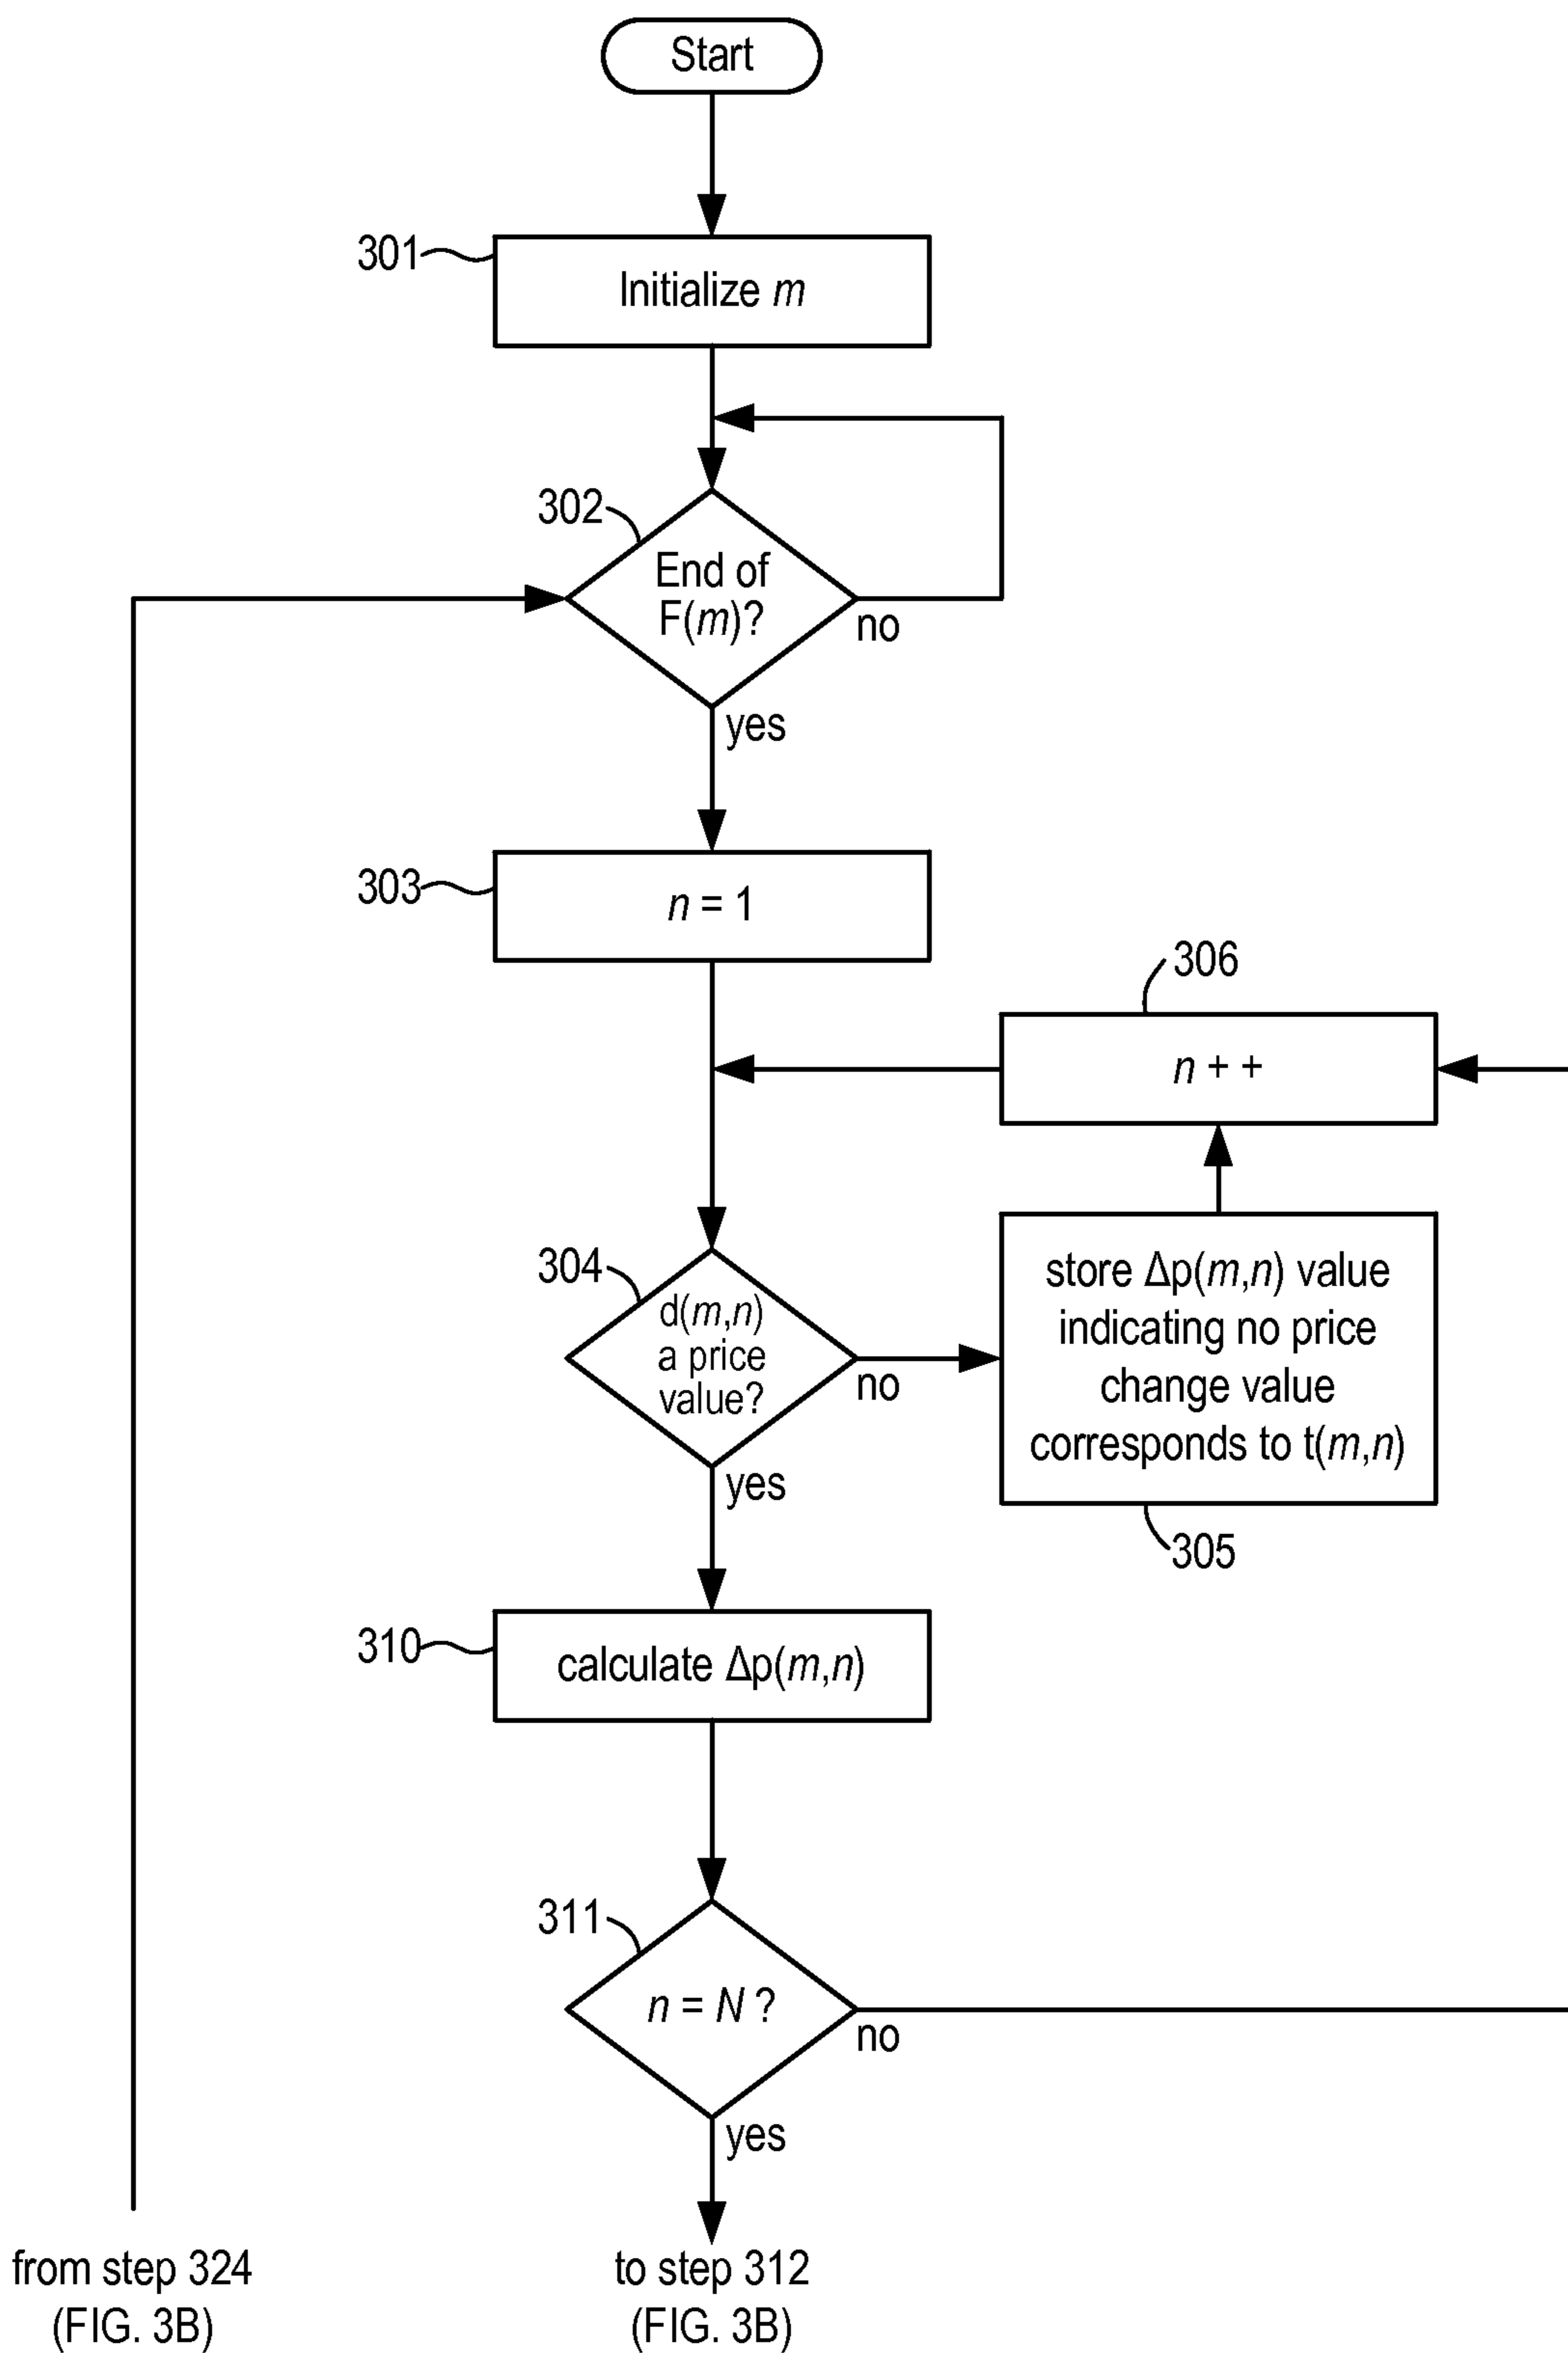 Start
301
Initialize m
302
End of
F(m)?
no
yes
303
n = 1
306
n + +
304
d(m,n)
a price
value?
no
yes
store Δp(m,n) value
indicating no price
change value
corresponds to t(m,n)
305
310
calculate Δp(m,n)
311
n = N ?
no
yes
from step 324
(FIG. 3B)
to step 312
(FIG. 3B)